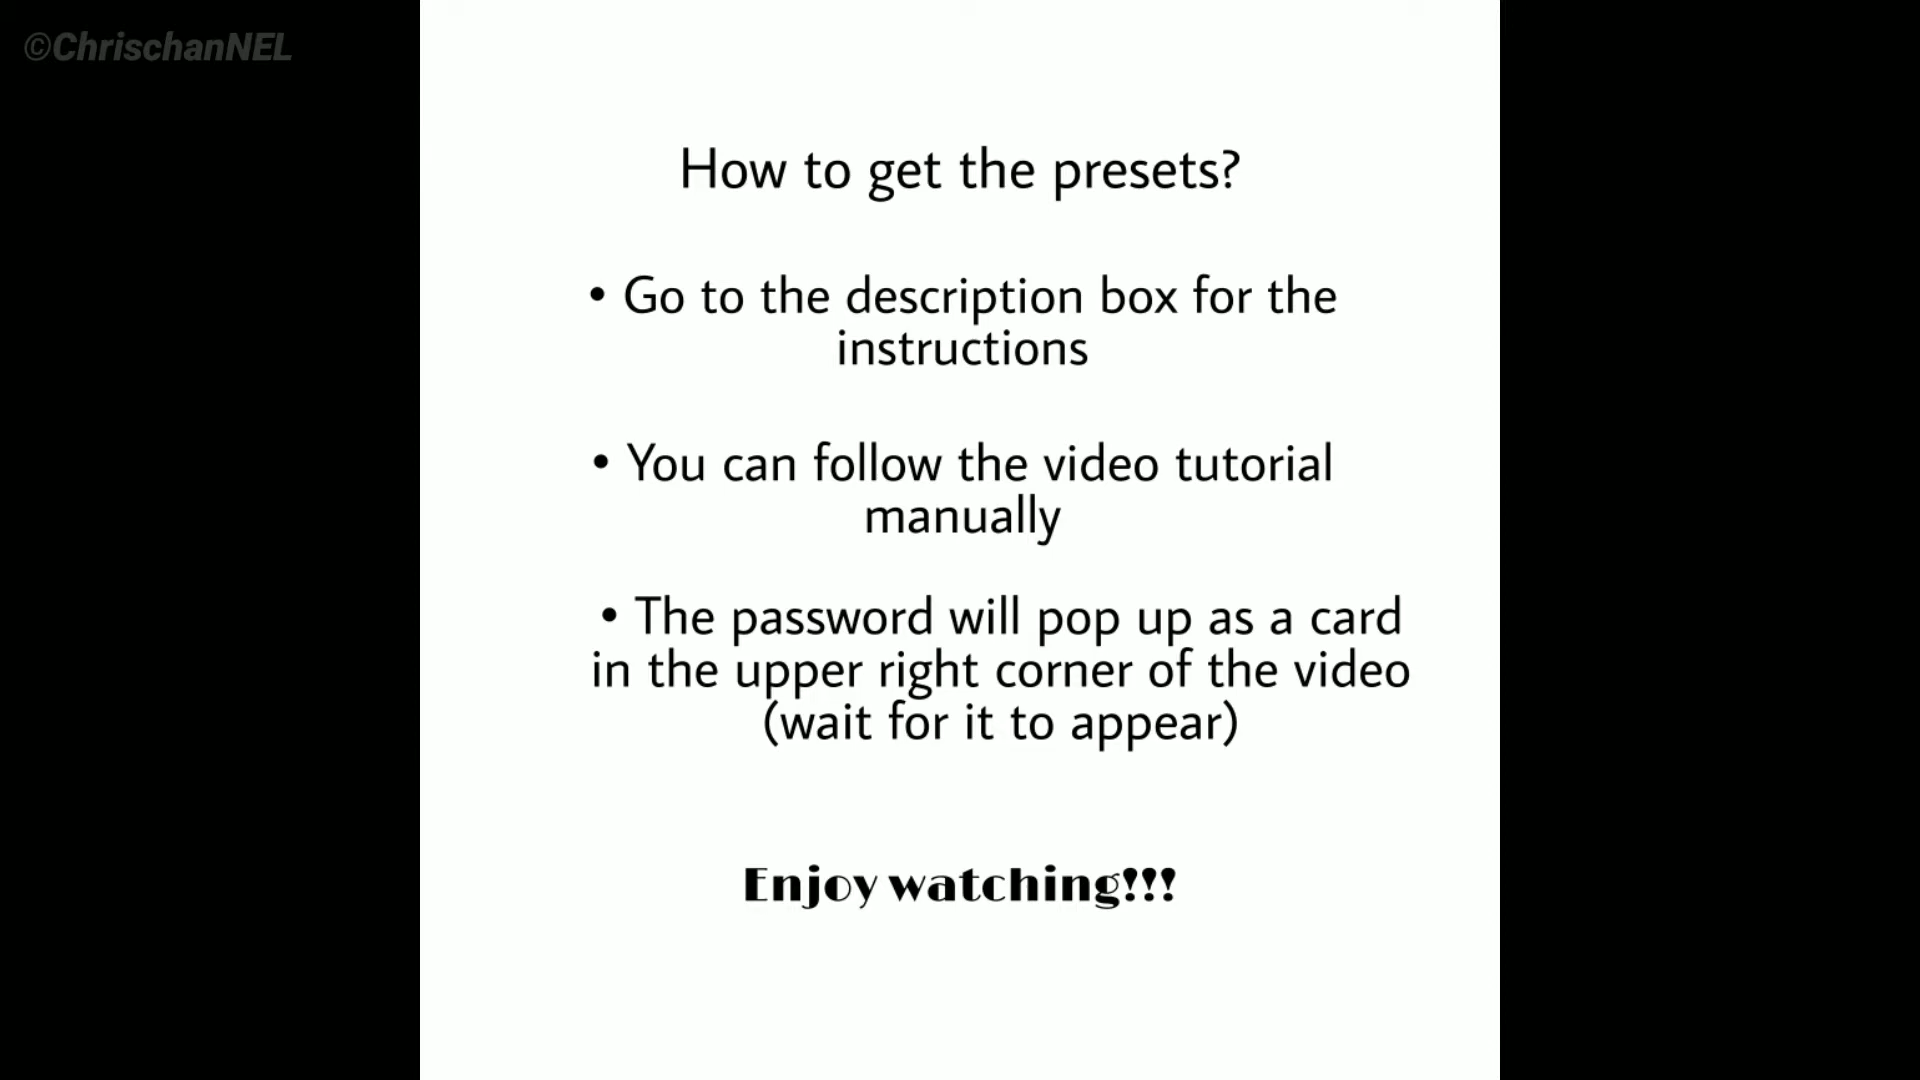 ©ChrischanNEL
How to get the presets?
• Go to the description box for the
instructions
• You can follow the video tutorial
manually
• The password will pop up as a card
in the upper right corner of the video
(wait for it to appear)
Enjoy watching!!!